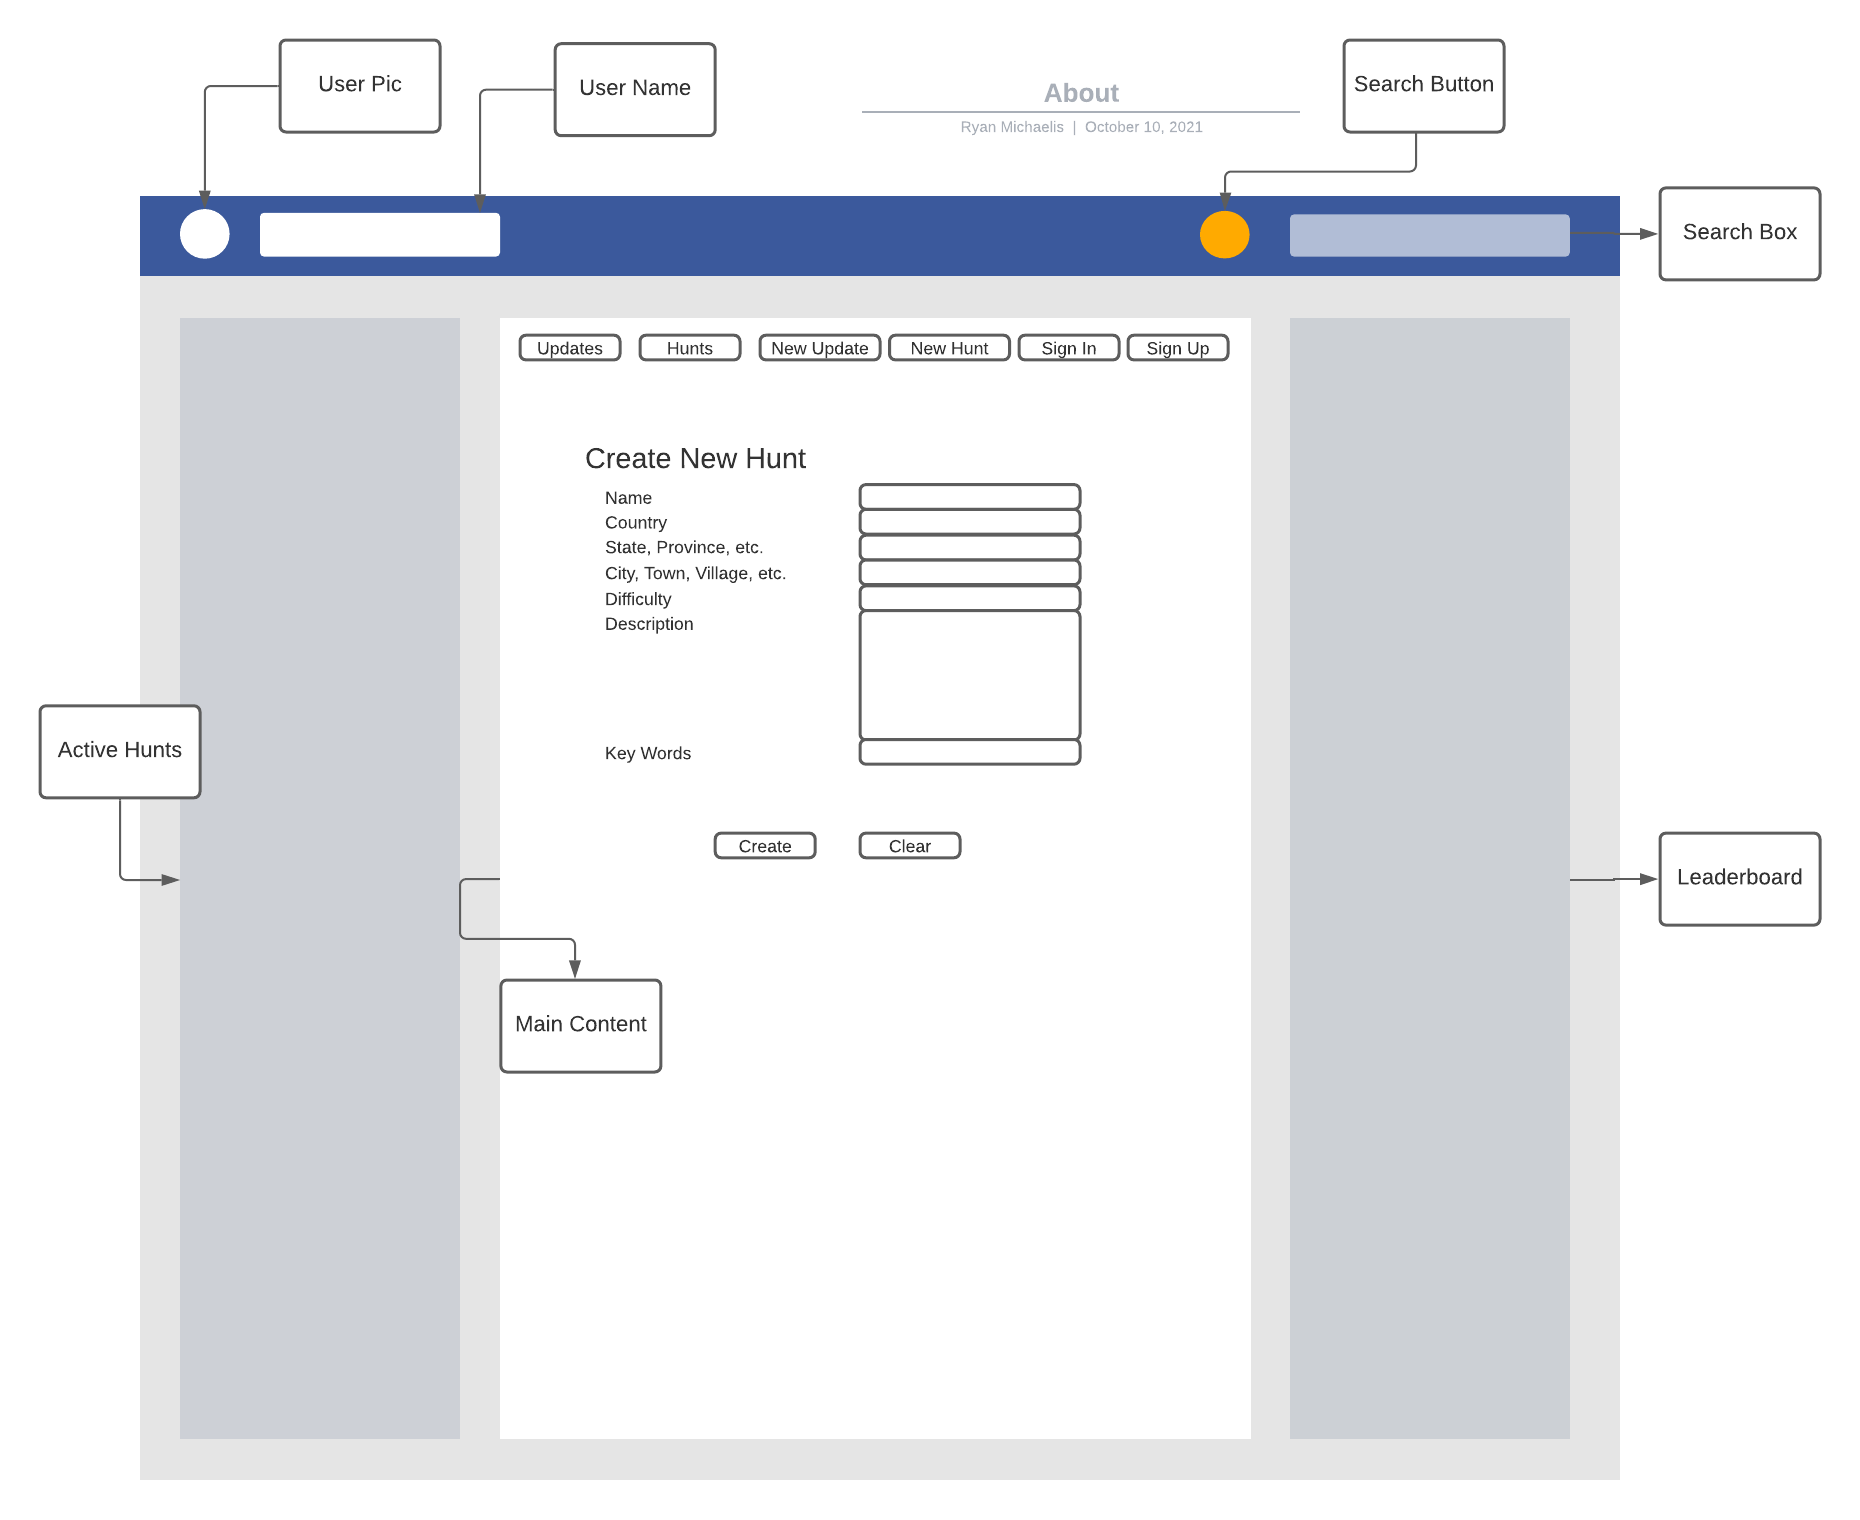 User Pic
User Name
About
Ryan Michaelis | October 10, 2021
Search Button
Search Box
Updates
Hunts
New Update
New Hunt
Sign In
Sign Up
Create New Hunt
Name
Country
State, Province, etc.
City, Town, Village, etc.
Difficulty
Description
Key Words
Active Hunts
Create
Clear
Leaderboard
Main Content